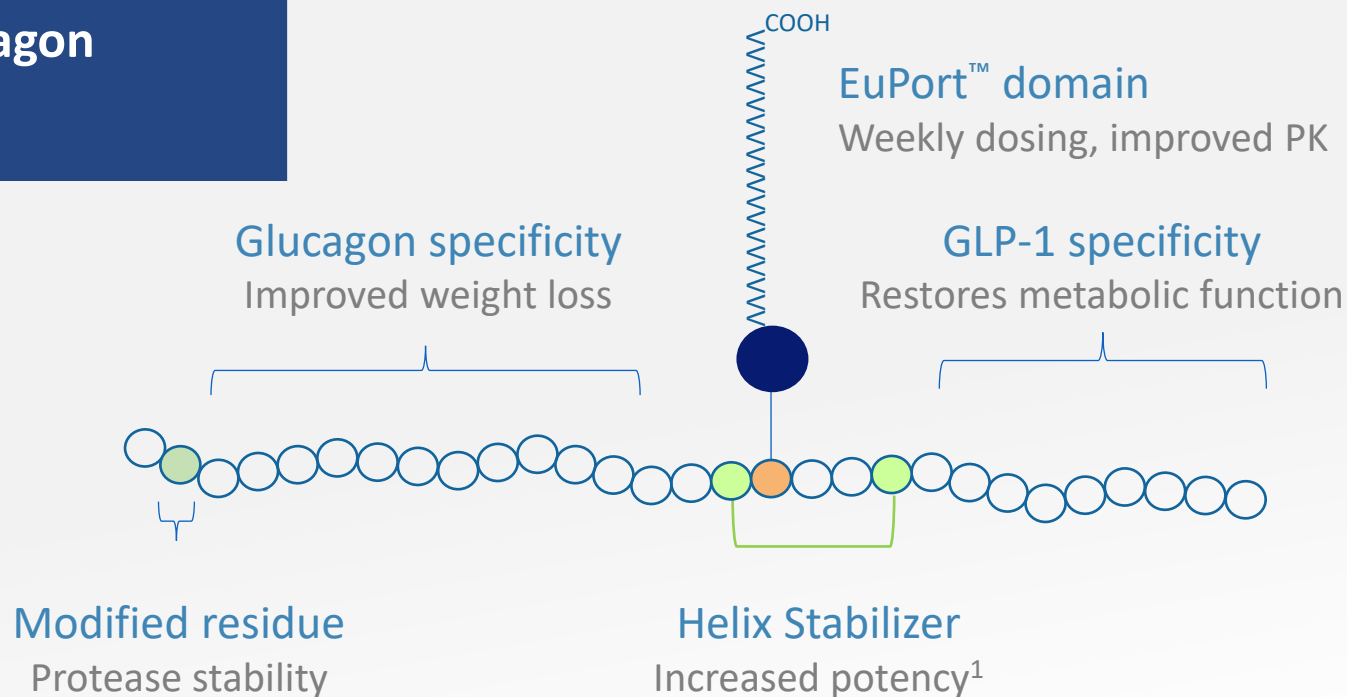 agon
COOH
EuPort™ domain
Weekly dosing, improved PK
Glucagon specificity
Improved weight loss
GLP-1 specificity
Restores metabolic function
Modified residue
Protease stability
Helix Stabilizer
Increased potency¹